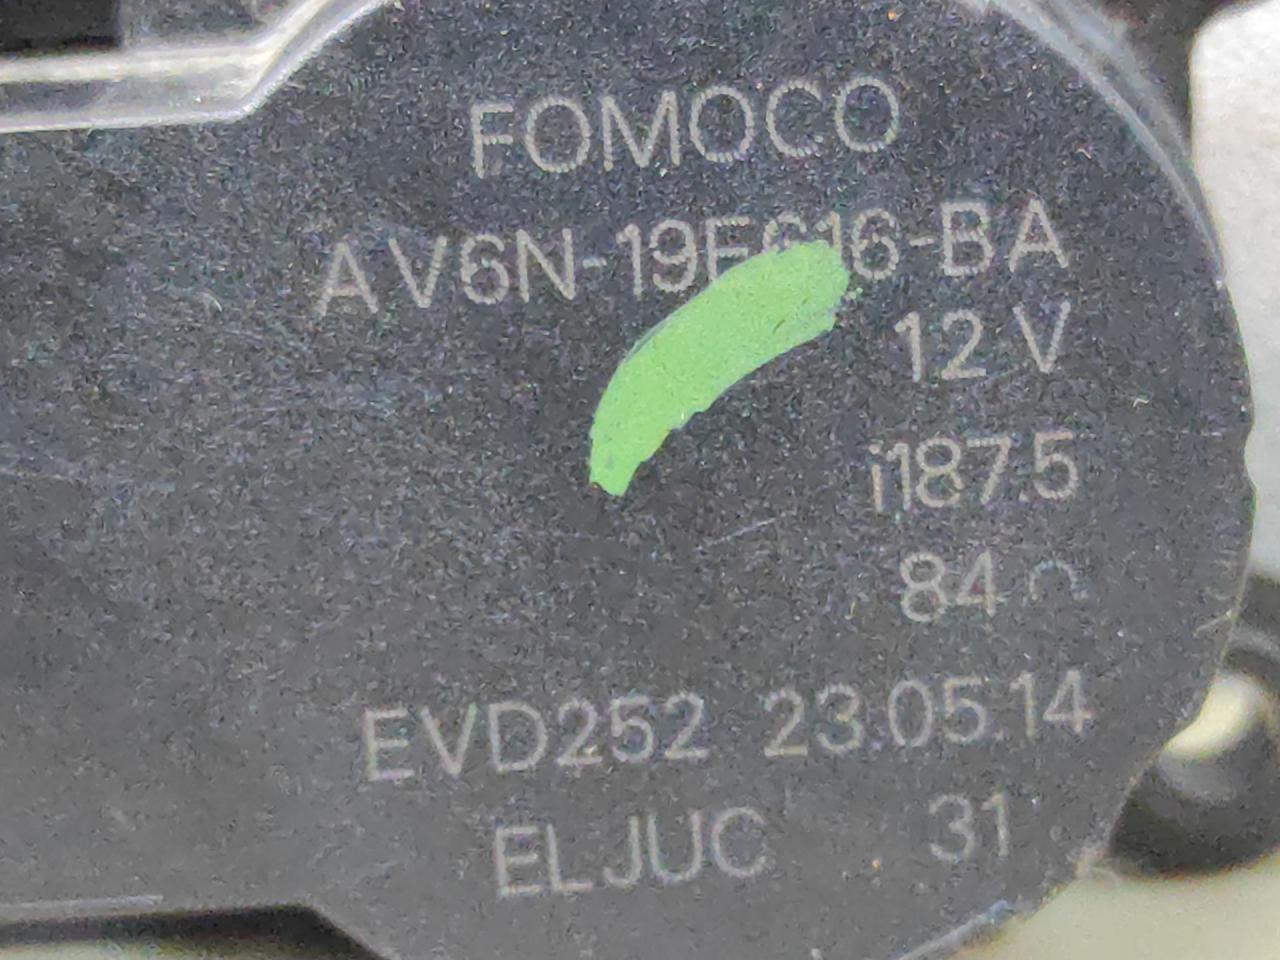 FOMOCO
AV6N-19E616-BA
12 V
i187.5
84 Ω
EVD252 23.05.14
ELJUC 31